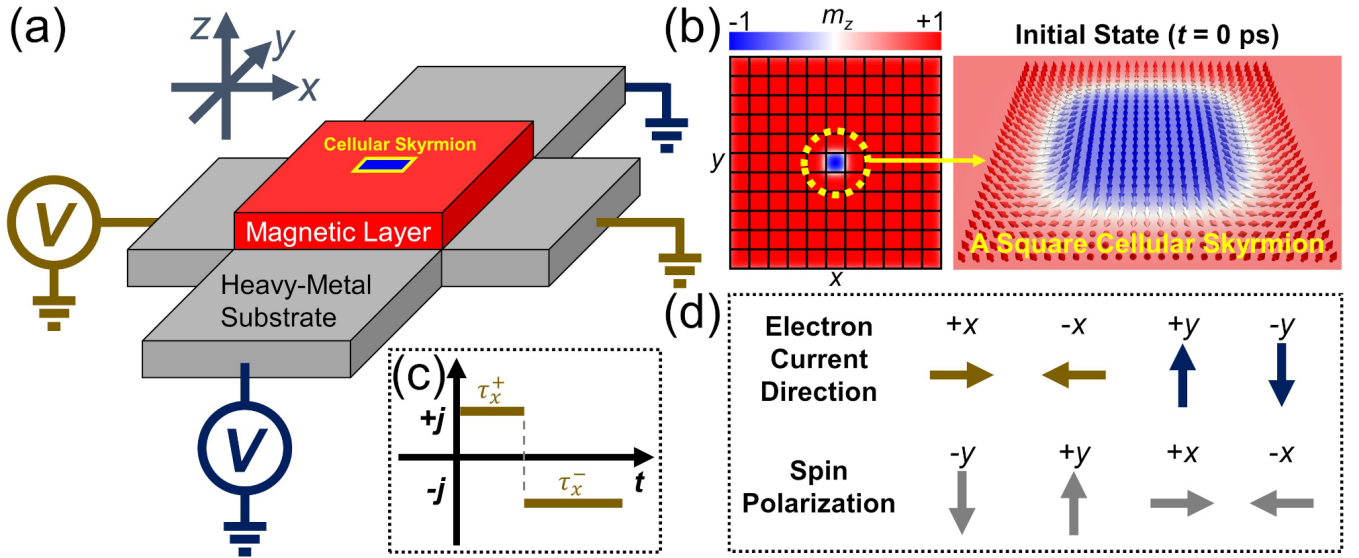 (a)
z
y
x
Cellular Skyrmion
Magnetic Layer
Heavy-Metal
Substrate
V
V
(b)
-1 m_z +1
y
x
Initial State (t = 0 ps)
A Square Cellular Skyrmion
(c)
τ_x^+
+j
-j
τ_x^-
t
(d)
Electron
Current
Direction
+x -x +y -y
Spin
Polarization
-y +y +x -x